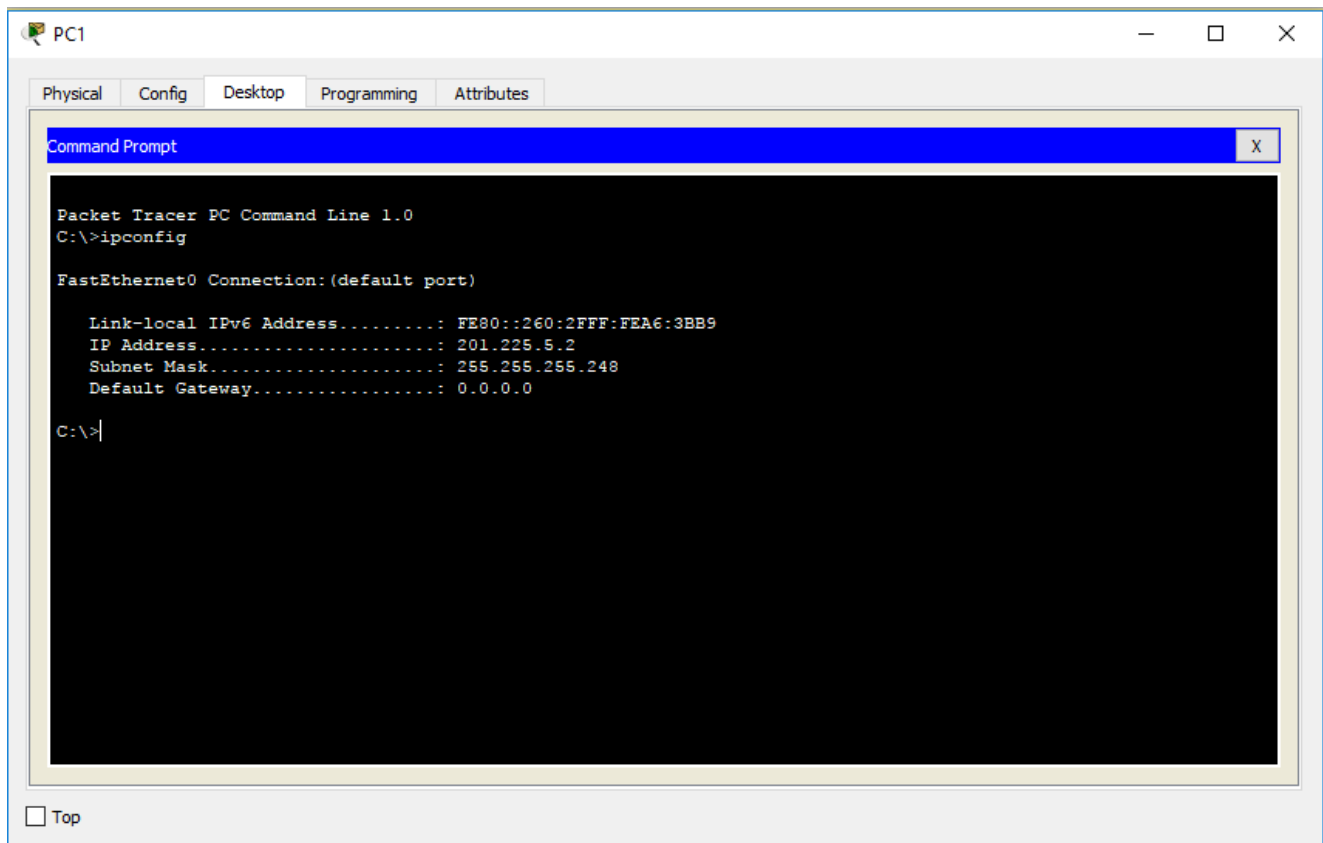 PC1
Physical Config Desktop Programming Attributes
Command Prompt X
Packet Tracer PC Command Line 1.0
C:\>ipconfig
FastEthernet0 Connection:(default port)
Link-local IPv6 Address.........: FE80::260:2FFF:FEA6:3BB9
IP Address......................: 201.225.5.2
Subnet Mask.....................: 255.255.255.248
Default Gateway.................: 0.0.0.0
C:\>
Top